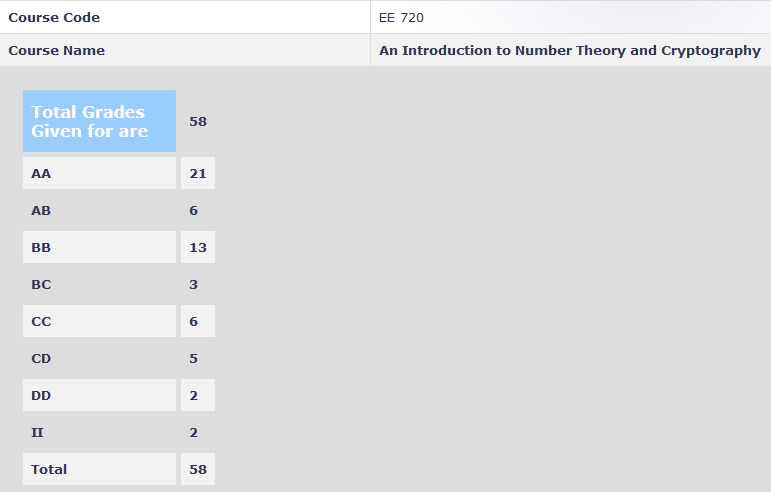 Course Code EE 720
Course Name An Introduction to Number Theory and Cryptography
Total Grades
Given for are 58
AA 21
AB 6
BB 13
BC 3
CC 6
CD 5
DD 2
II 2
Total 58